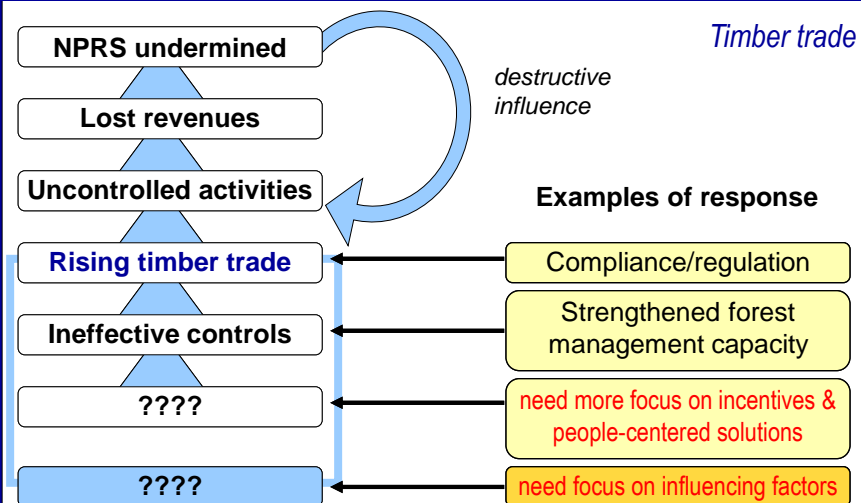 Timber trade
NPRS undermined
destructive
influence
Lost revenues
Uncontrolled activities
Examples of response
Rising timber trade
Compliance/regulation
Ineffective controls
Strengthened forest
management capacity
????
need more focus on incentives &
people-centered solutions
????
need focus on influencing factors